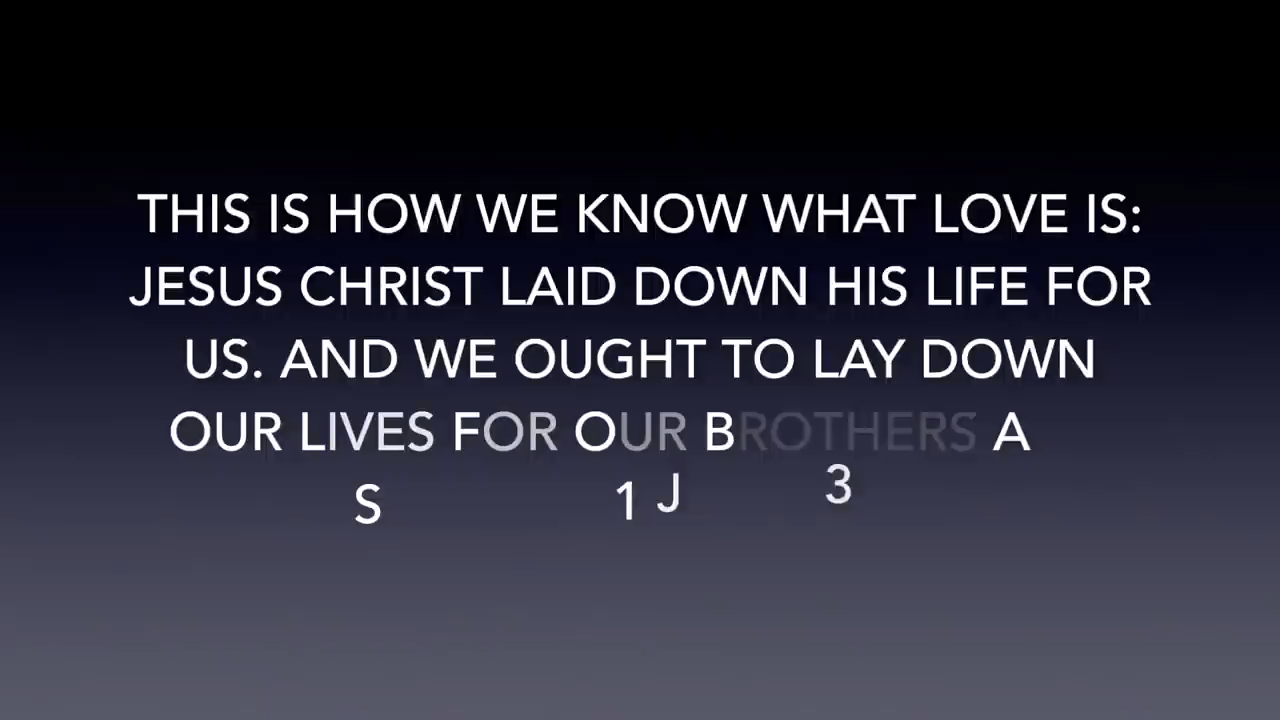 THIS IS HOW WE KNOW WHAT LOVE IS:
JESUS CHRIST LAID DOWN HIS LIFE FOR
US. AND WE OUGHT TO LAY DOWN
OUR LIVES FOR OUR BROTHERS A
S 1 J 3